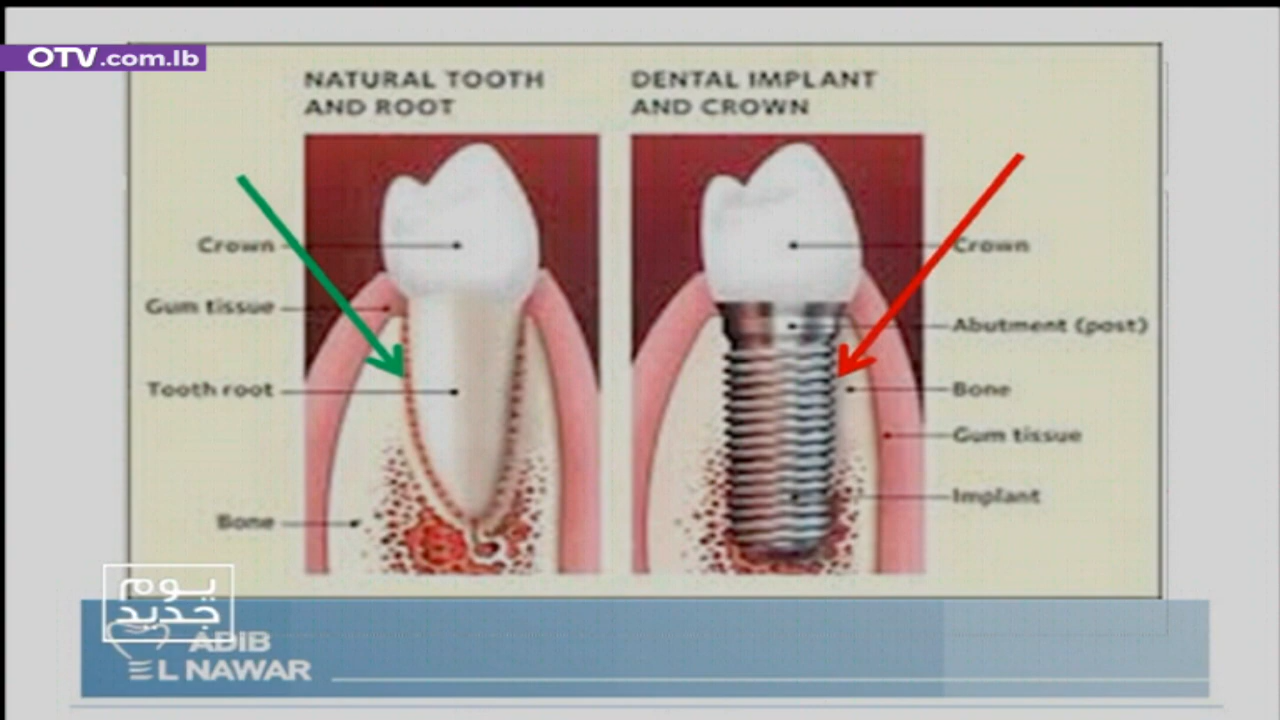 OTV.com.lb
NATURAL TOOTH
AND ROOT
DENTAL IMPLANT
AND CROWN
Crown
Gum tissue
Tooth root
Bone
Crown
Abutment (post)
Bone
Gum tissue
Implant
يوم
جديد
ADIB
EL NAWAR